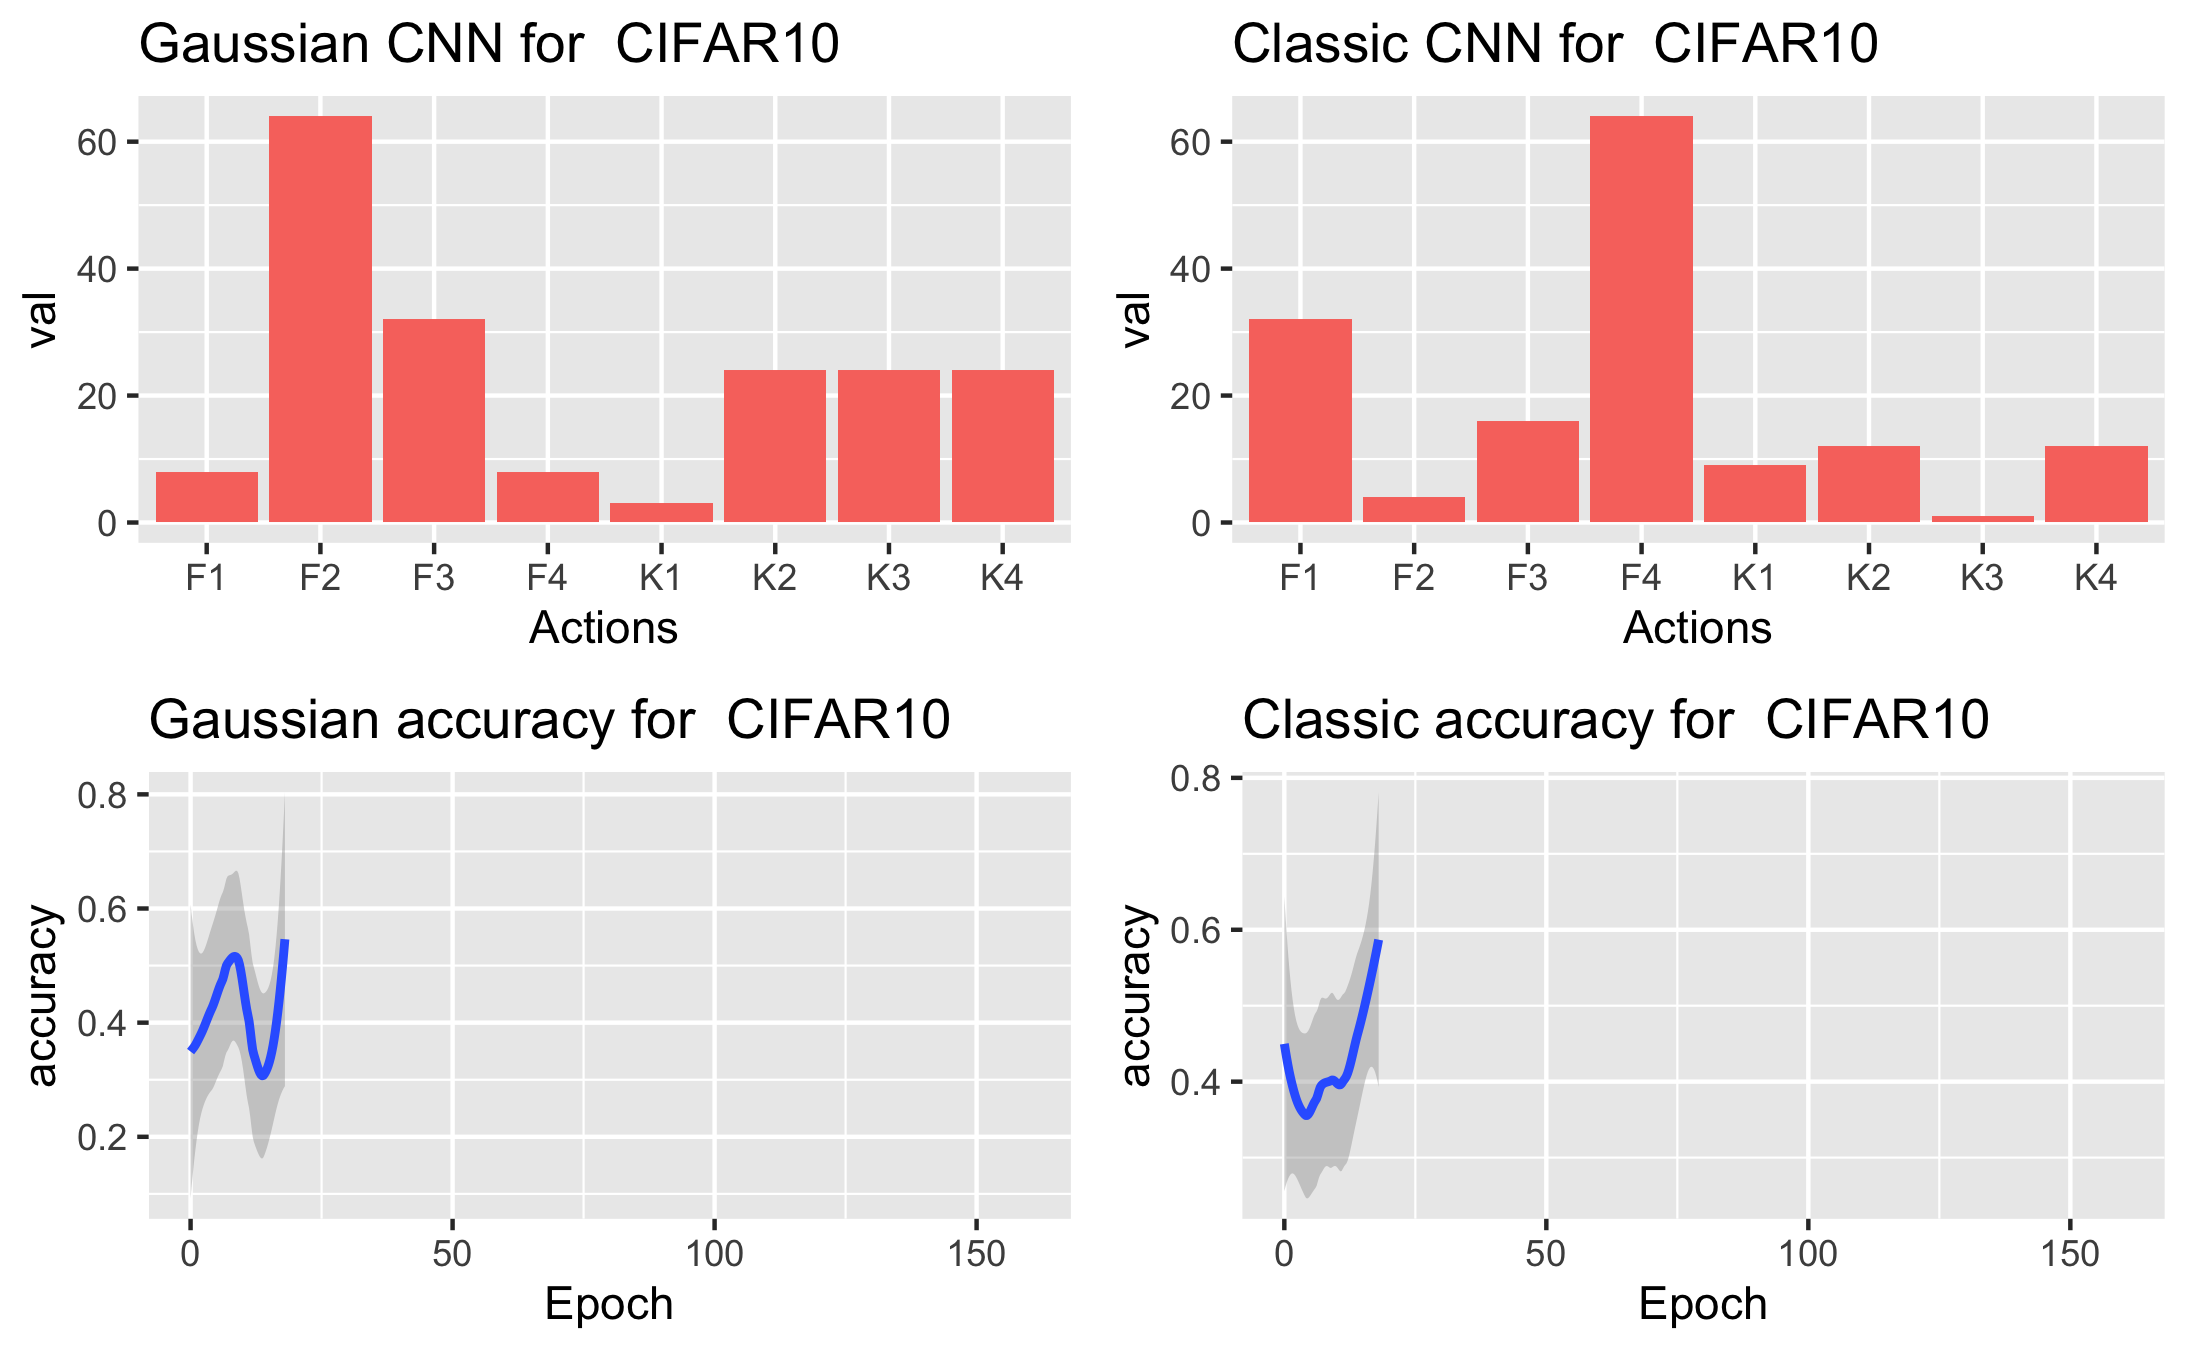 Gaussian CNN for  CIFAR10
val
60
40
20
0
F1 F2 F3 F4 K1 K2 K3 K4
Actions
Classic CNN for  CIFAR10
val
60
40
20
0
F1 F2 F3 F4 K1 K2 K3 K4
Actions
Gaussian accuracy for  CIFAR10
accuracy
0.8
0.6
0.4
0.2
0 50 100 150
Epoch
Classic accuracy for  CIFAR10
accuracy
0.8
0.6
0.4
0 50 100 150
Epoch